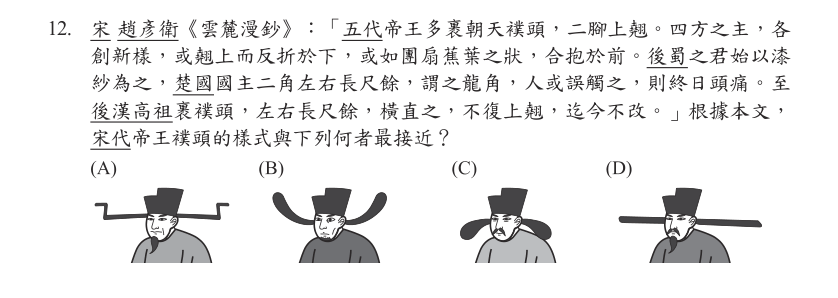 12. 宋 趙彥衛《雲麓漫鈔》：「五代帝王多裹朝天襆頭，二腳上翹。四方之主，各
創新樣，或翹上而反折於下，或如團扇蕉葉之狀，合抱於前。後蜀之君始以漆
紗為之，楚國國主二角左右長尺餘，謂之龍角，人或誤觸之，則終日頭痛。至
後漢高祖裹襆頭，左右長尺餘，橫直之，不復上翹，迄今不改。」根據本文，
宋代帝王襆頭的樣式與下列何者最接近？
(A) (B) (C) (D)